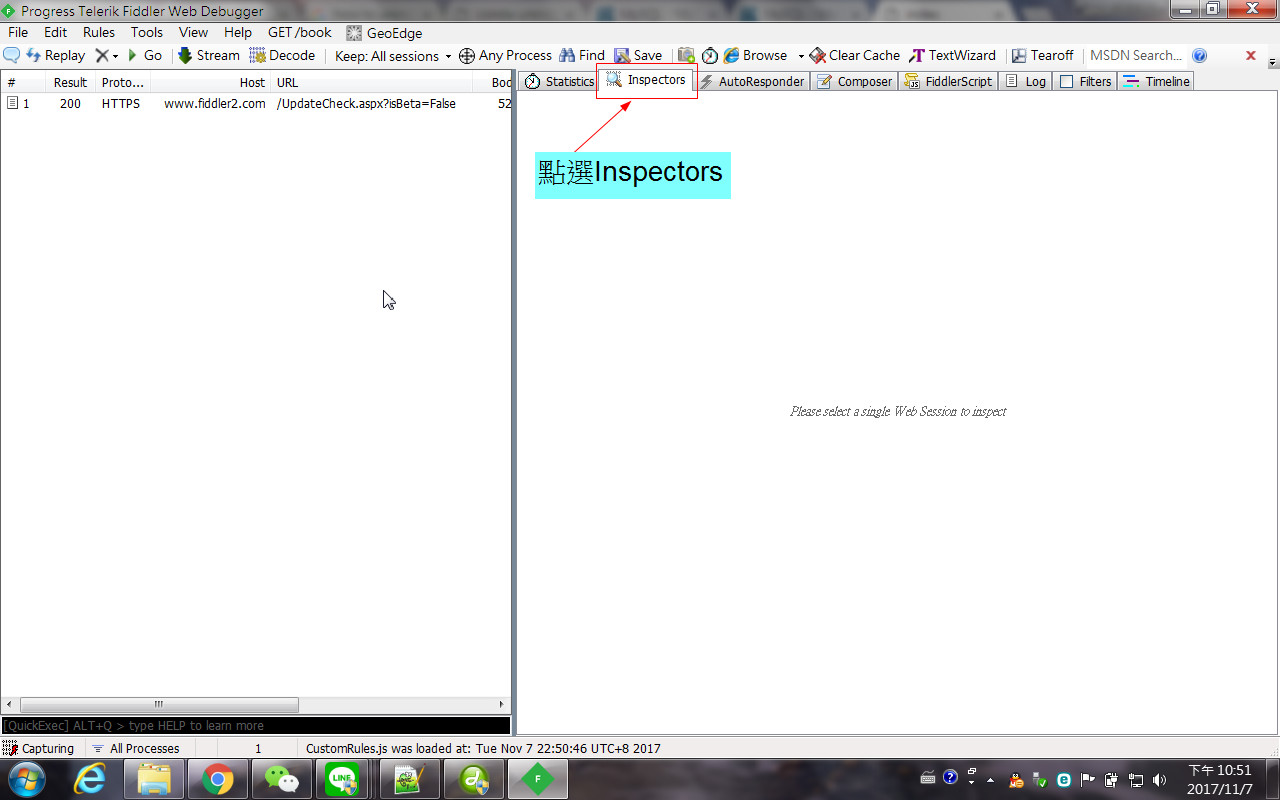 Progress Telerik Fiddler Web Debugger
File Edit Rules Tools View Help GET /book GeoEdge
Replay Go Stream Decode Keep: All sessions Any Process Find Save Browse Clear Cache TextWizard Tearoff MSDN Search...
# Result Proto... Host URL Bod
1 200 HTTPS www.fiddler2.com /UpdateCheck.aspx?isBeta=False 52
Statistics Inspectors AutoResponder Composer FiddlerScript Log Filters Timeline
點選Inspectors
Please select a single Web Session to inspect
[QuickExec] ALT+Q > type HELP to learn more
Capturing All Processes 1 CustomRules.js was loaded at: Tue Nov 7 22:50:46 UTC+8 2017
LINE
下午 10:51
2017/11/7